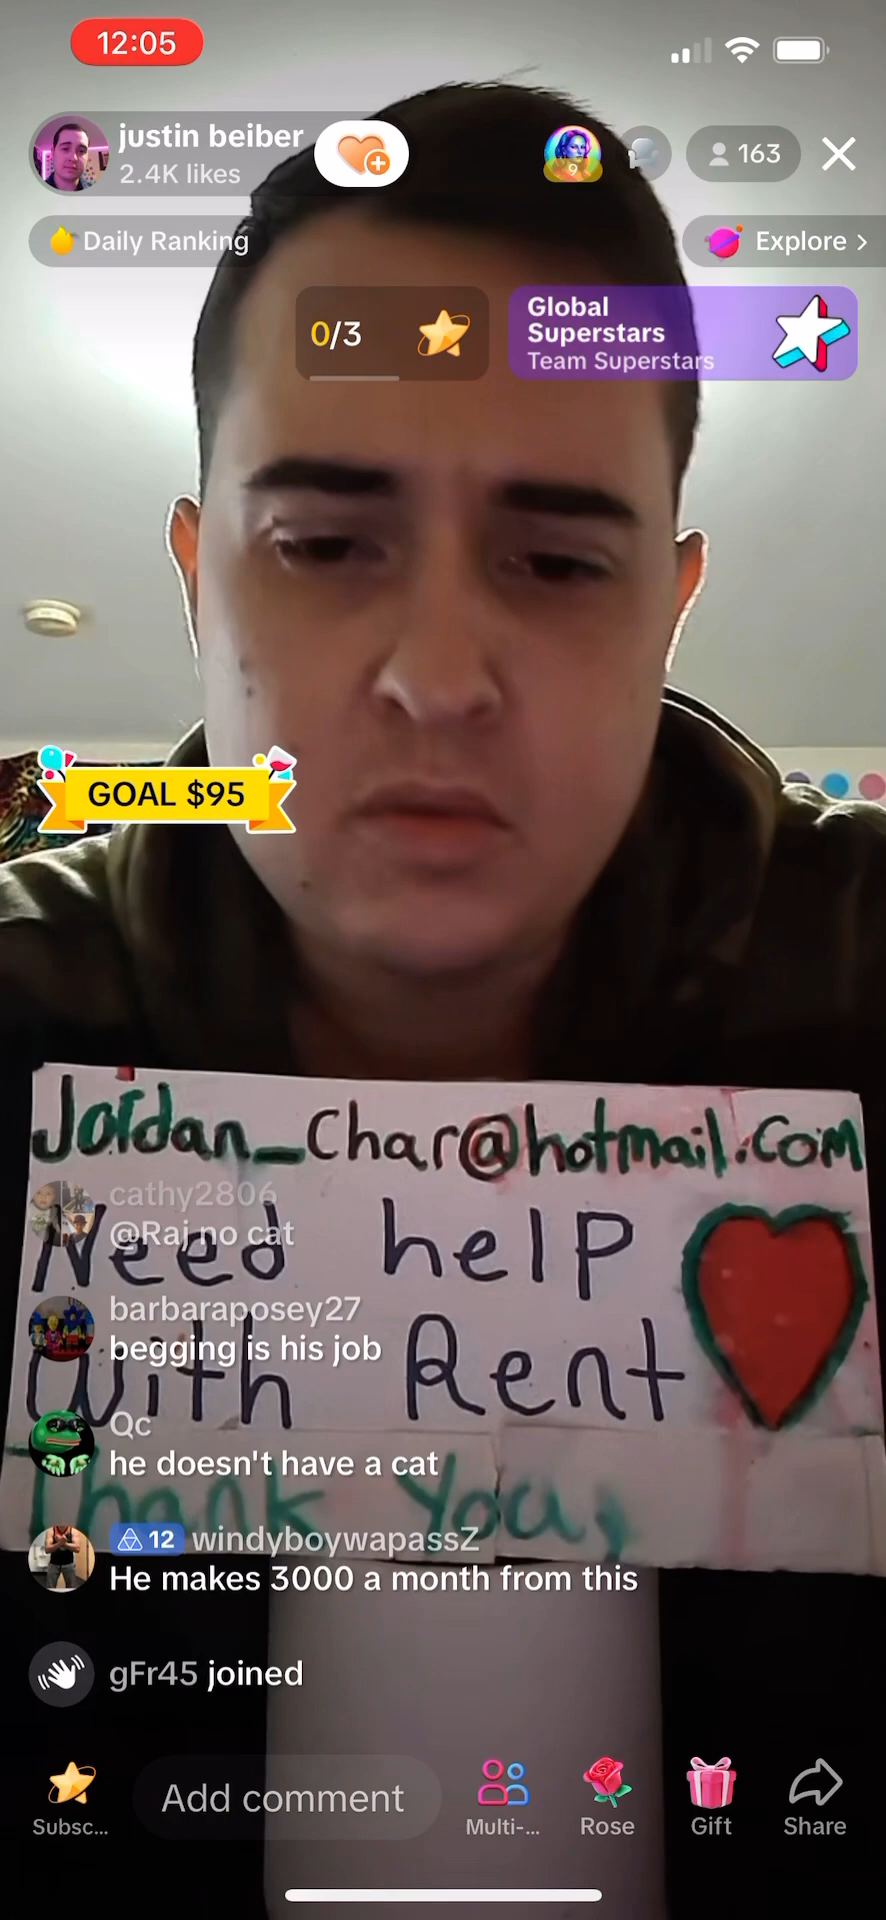 12:05
justin beiber
2.4K likes
9
163
Daily Ranking
Explore >
0/3
Global
Superstars
Team Superstars
GOAL $95
Jordan_Char@hotmail.com
Need help
With Rent
Thank You,
cathy2806
@Raj no cat
barbaraposey27
begging is his job
Qc
he doesn't have a cat
12 windyboywapassZ
He makes 3000 a month from this
gFr45 joined
Subsc...
Add comment
Multi-...
Rose
Gift
Share